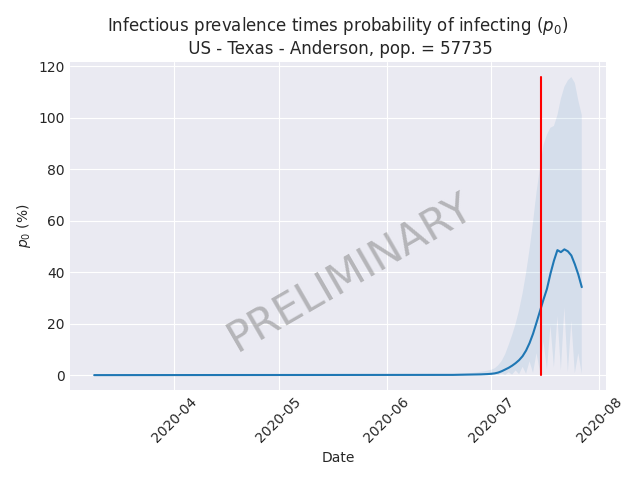 Infectious prevalence times probability of infecting (p₀)
US - Texas - Anderson, pop. = 57735
120
100
80
60
40
20
0
p₀ (%)
PRELIMINARY
2020-04
2020-05
2020-06
2020-07
2020-08
Date